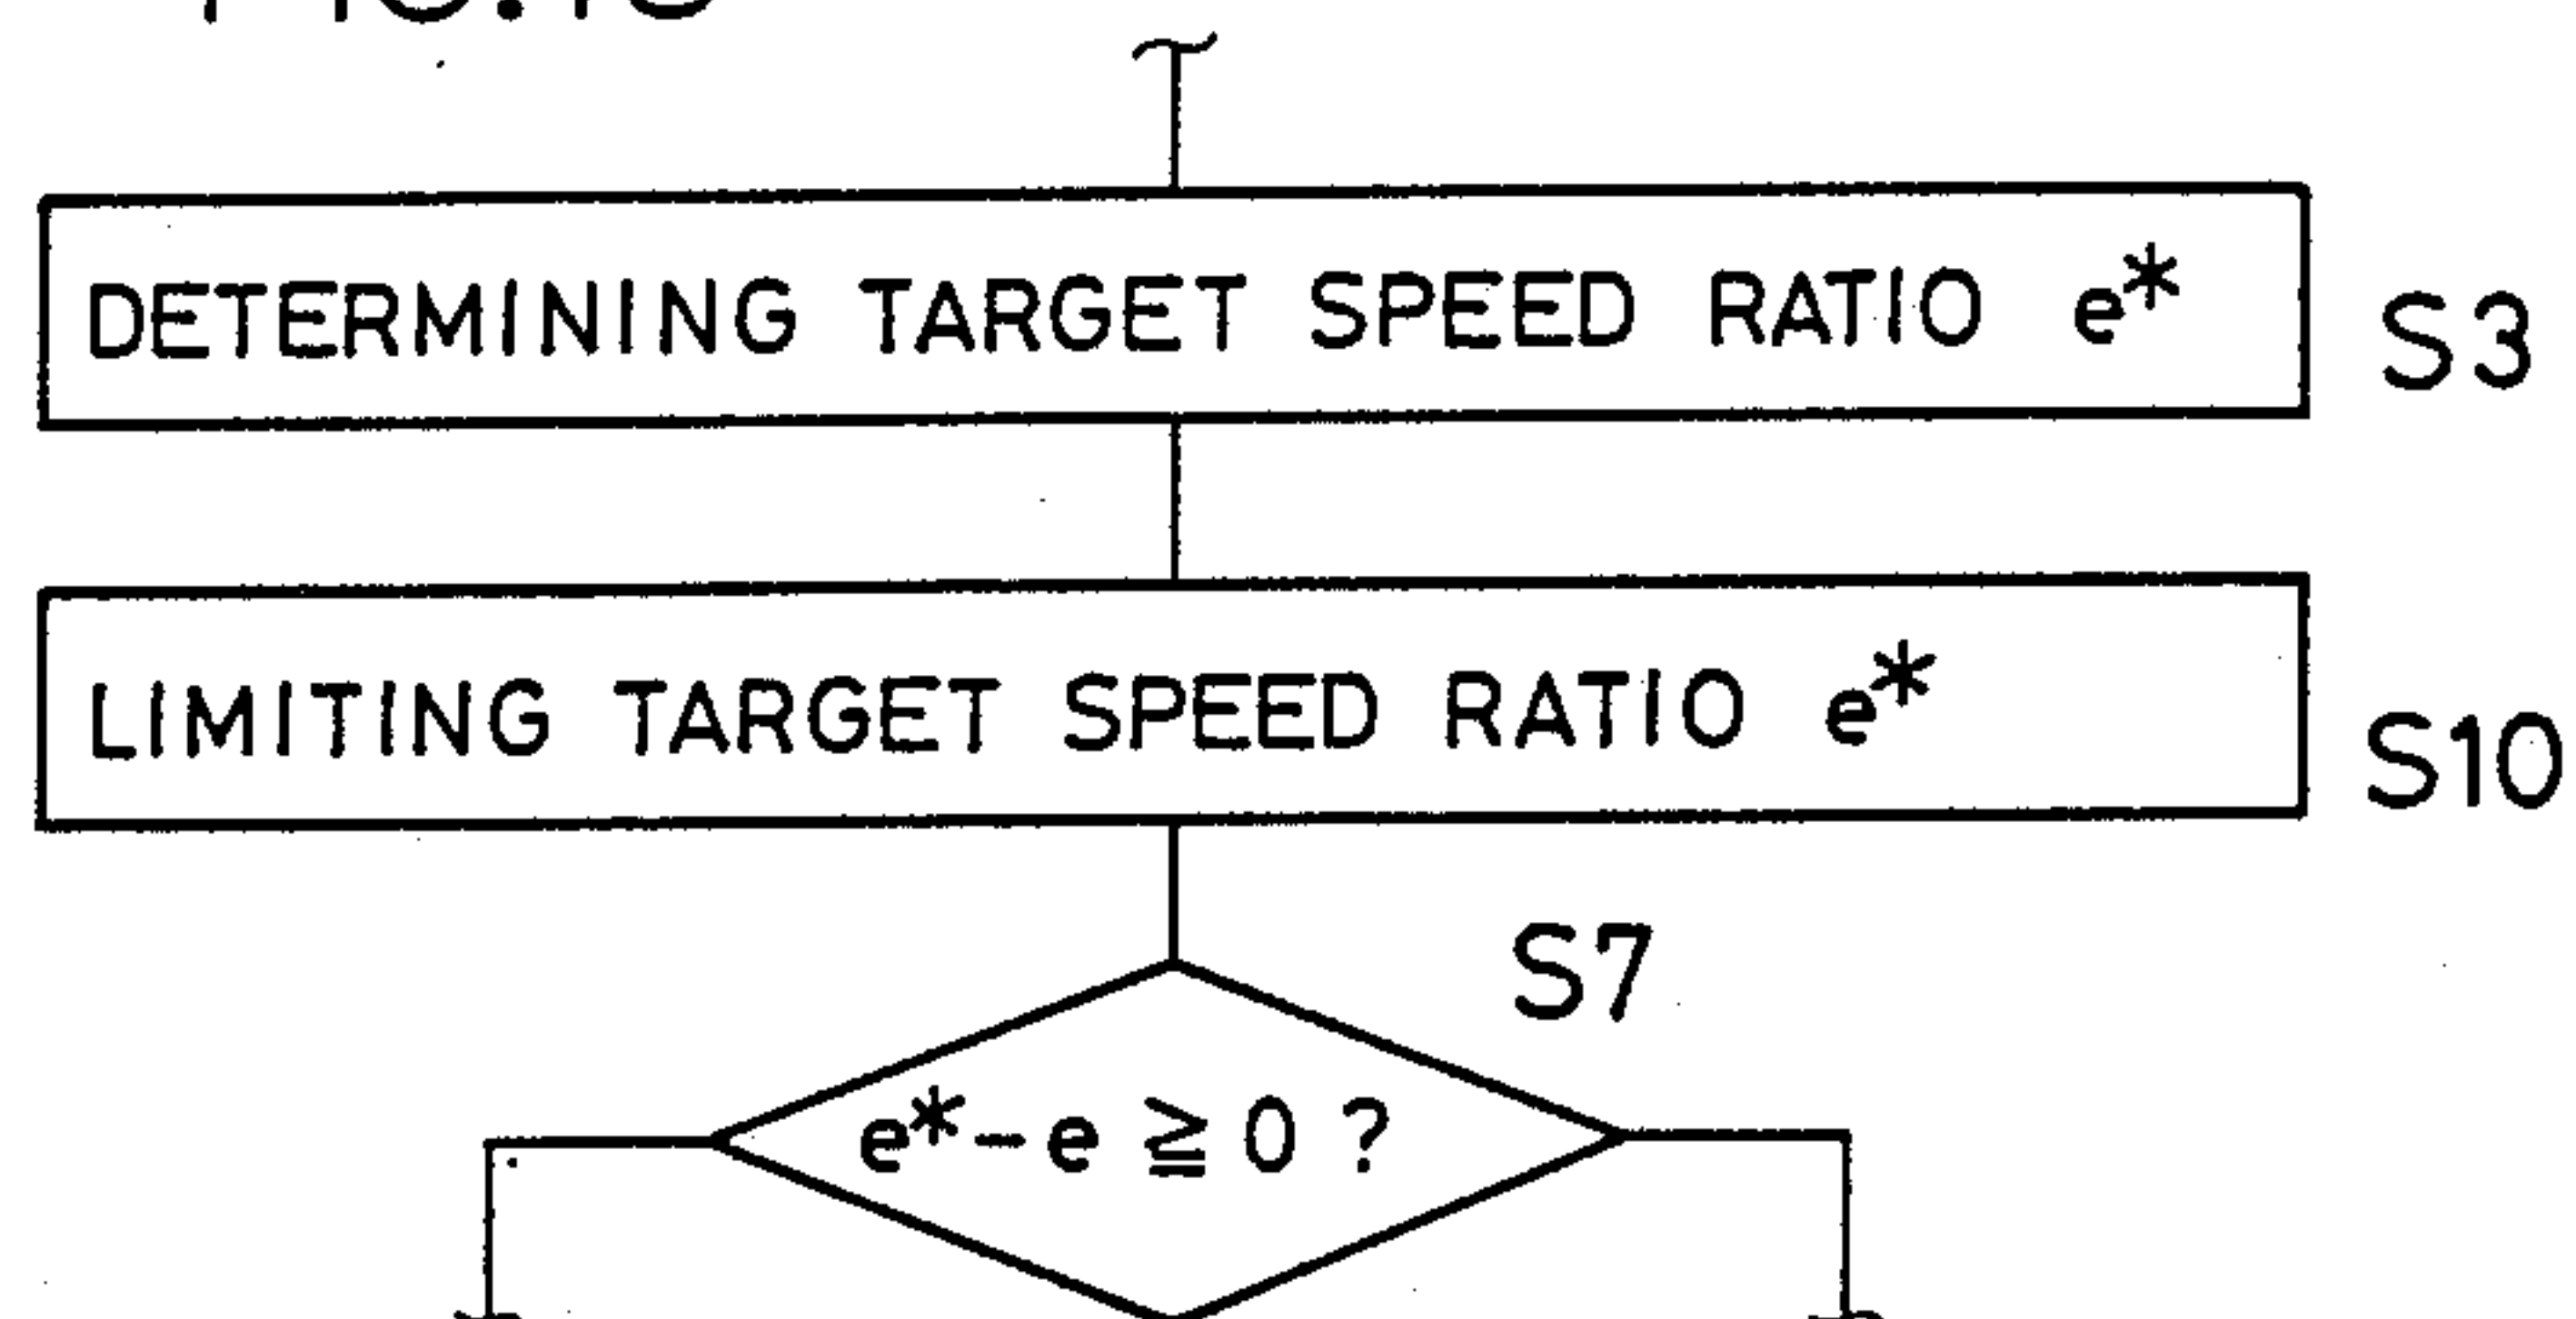 DETERMINING TARGET SPEED RATIO e*
S3
LIMITING TARGET SPEED RATIO e*
S10
S7
e* - e ≧ 0 ?